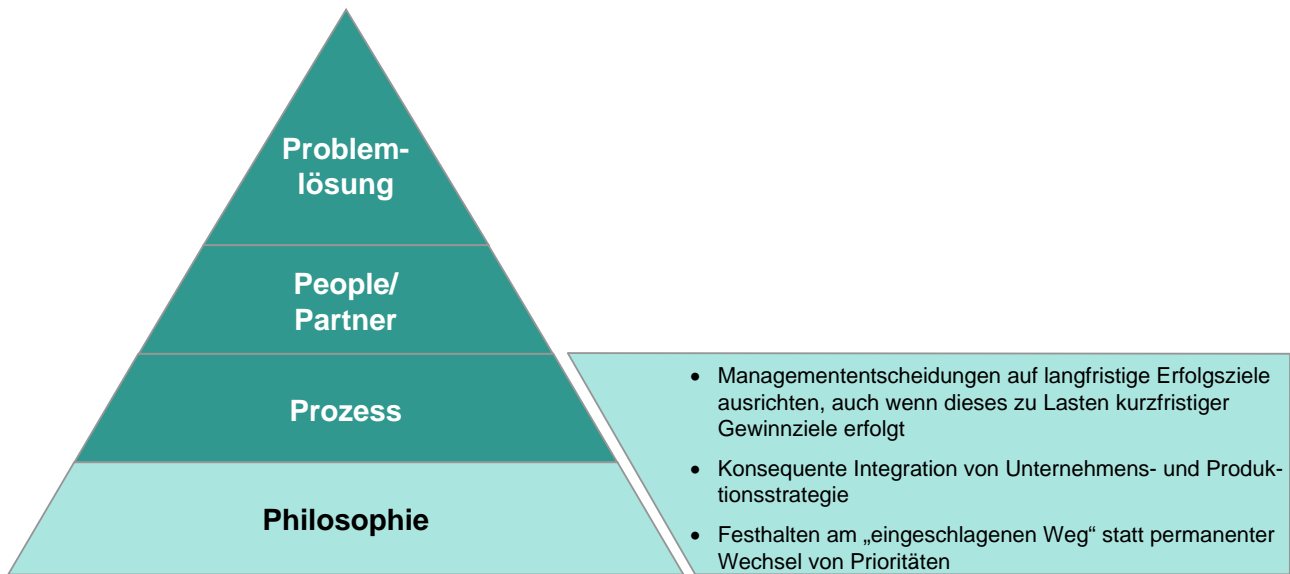 Problem-
lösung
People/
Partner
Prozess
Philosophie
• Managemententscheidungen auf langfristige Erfolgsziele
ausrichten, auch wenn dieses zu Lasten kurzfristiger
Gewinnziele erfolgt
• Konsequente Integration von Unternehmens- und Produk-
tionsstrategie
• Festhalten am „eingeschlagenen Weg“ statt permanenter
Wechsel von Prioritäten